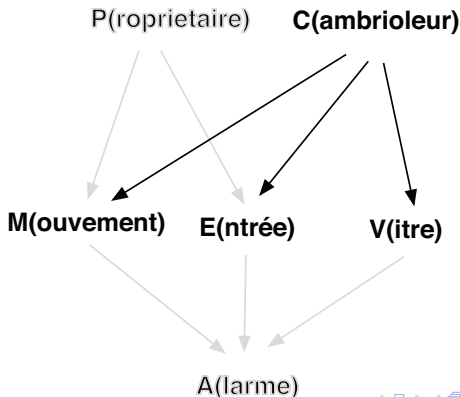 P(roprietaire) C(ambrioleur)
M(ouvement) E(ntrée) V(itre)
A(larme)